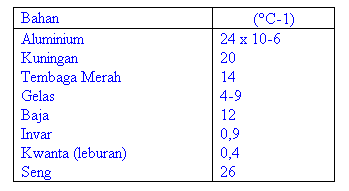 Bahan (°C-1)
Aluminium 24 x 10-6
Kuningan 20
Tembaga Merah 14
Gelas 4-9
Baja 12
Invar 0,9
Kwanta (leburan) 0,4
Seng 26